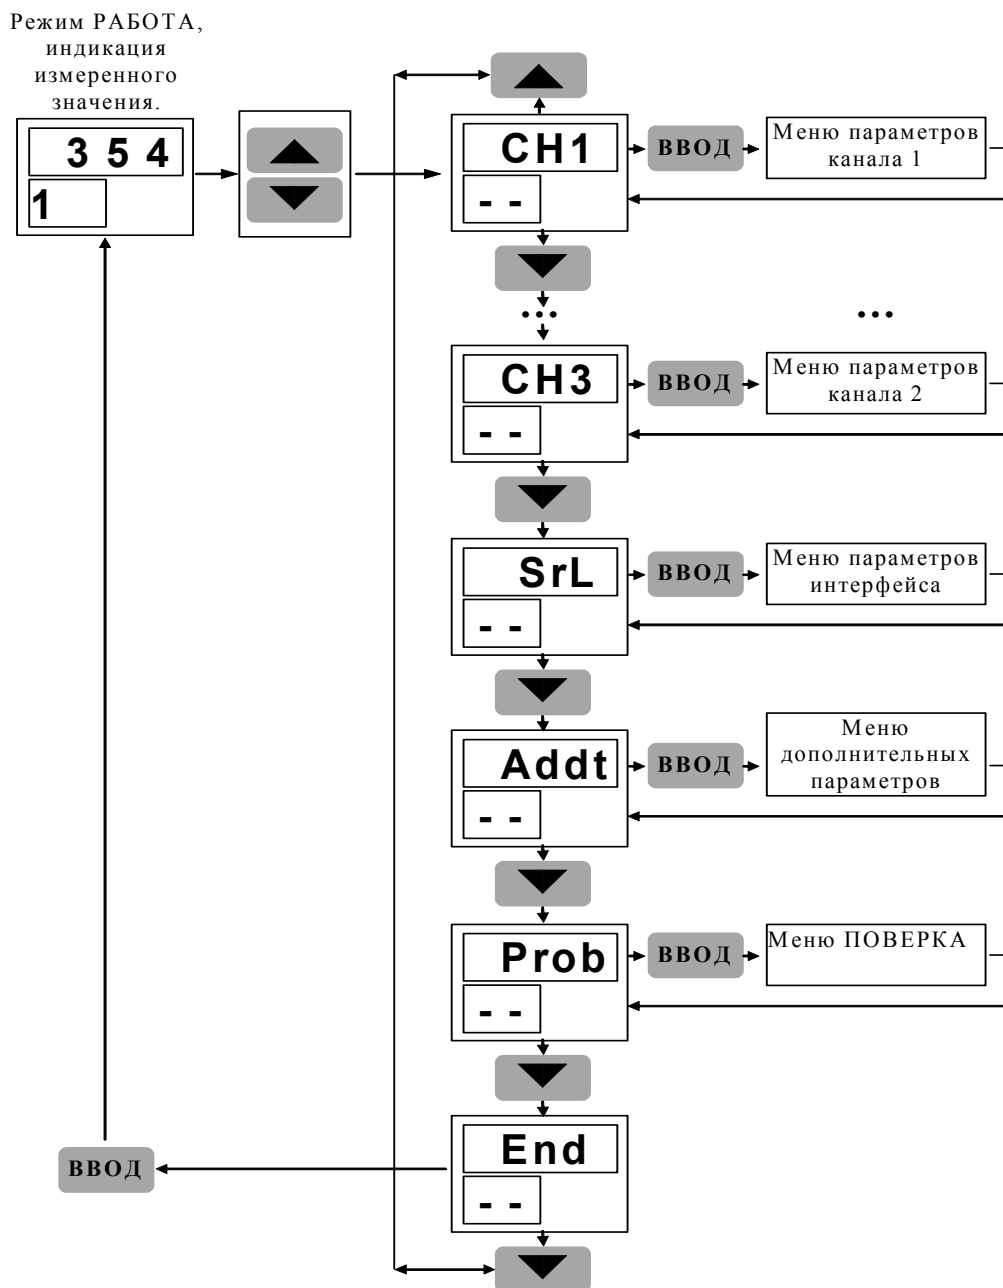 Режим РАБОТА,
индикация
измеренного
значения.
3 5 4
1
CH1
- -
ВВОД
Меню параметров
канала 1
...
...
CH3
- -
ВВОД
Меню параметров
канала 2
SrL
- -
ВВОД
Меню параметров
интерфейса
Addt
- -
ВВОД
Меню
дополнительных
параметров
Prob
- -
ВВОД
Меню ПОВЕРКА
End
- -
ВВОД